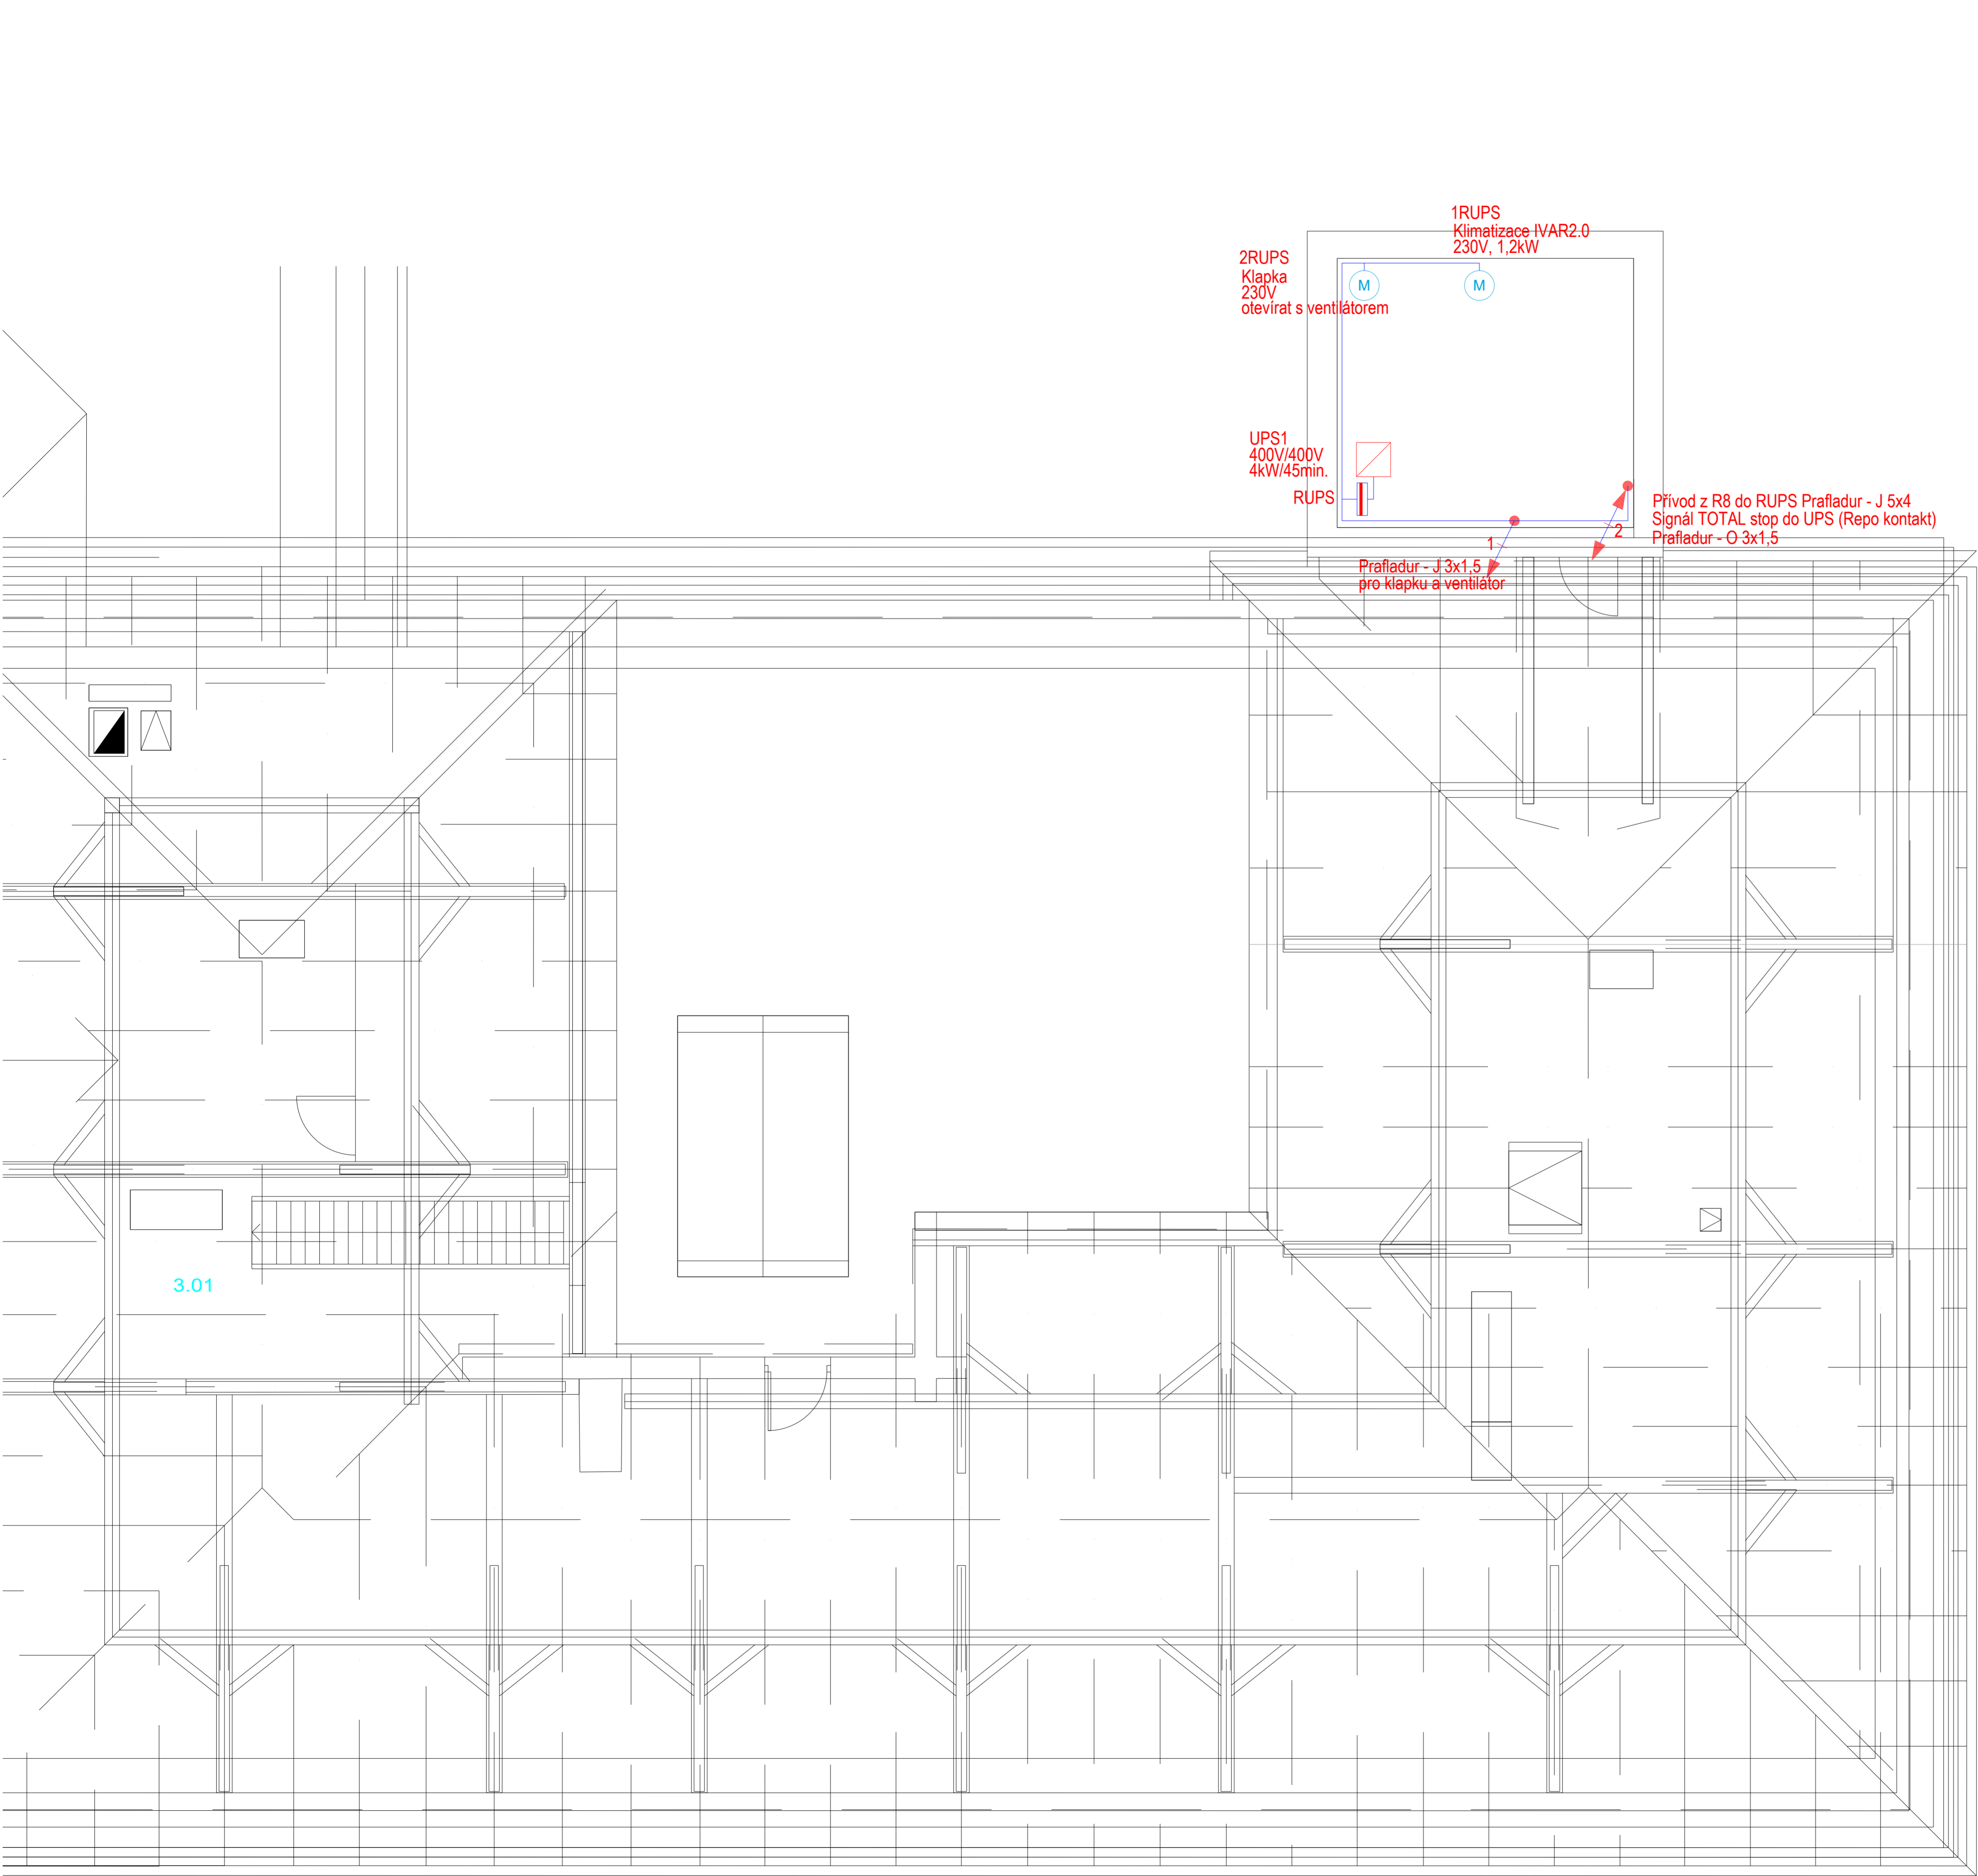 1RUPS
Klimatizace IVAR2.0
230V, 1,2kW
2RUPS
Klapka
230V
otevírat s ventilátorem
M
M
UPS1
400V/400V
4kW/45min.
RUPS
Přívod z R8 do RUPS Prafladur - J 5x4
Signál TOTAL stop do UPS (Repo kontakt)
Prafladur - O 3x1,5
2
1
Prafladur - J 3x1,5
pro klapku a ventilátor
3.01